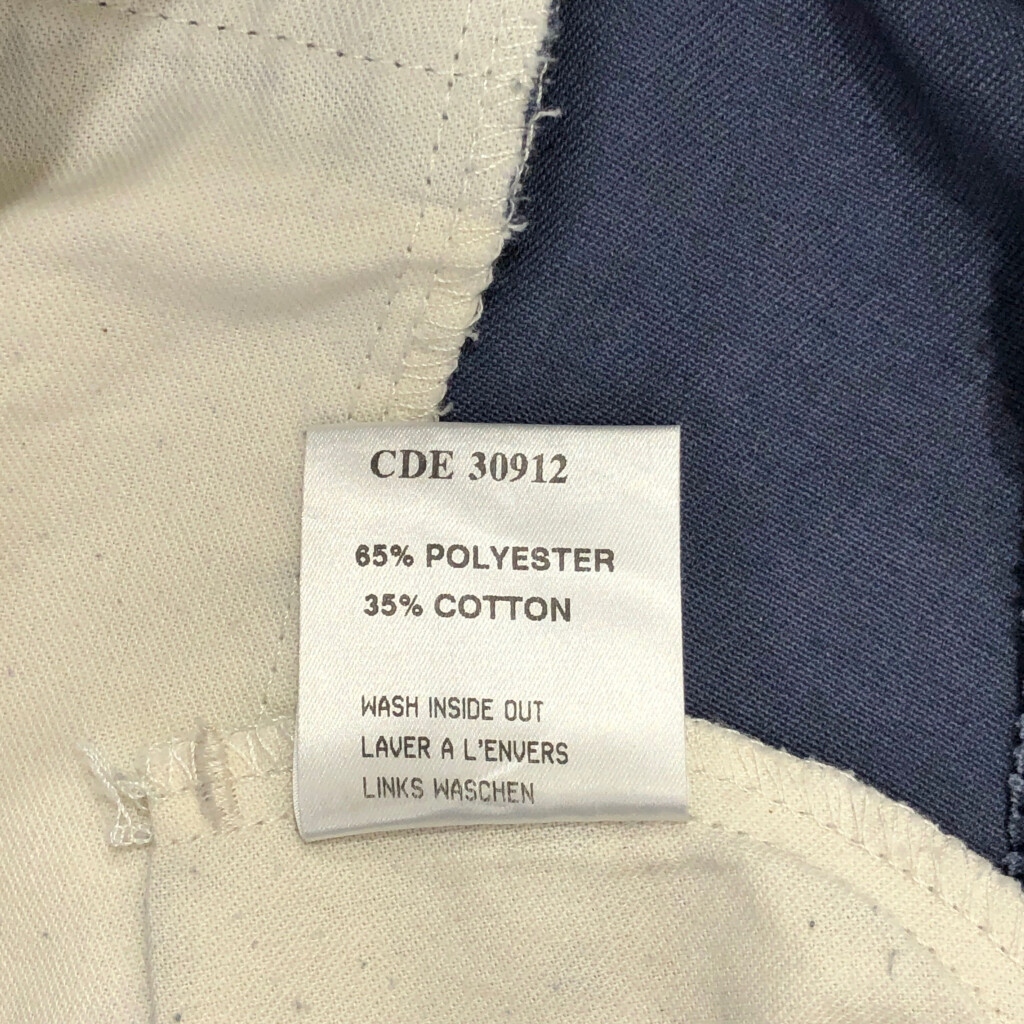 CDE 30912
65% POLYESTER
35% COTTON
WASH INSIDE OUT
LAVER A L'ENVERS
LINKS WASCHEN